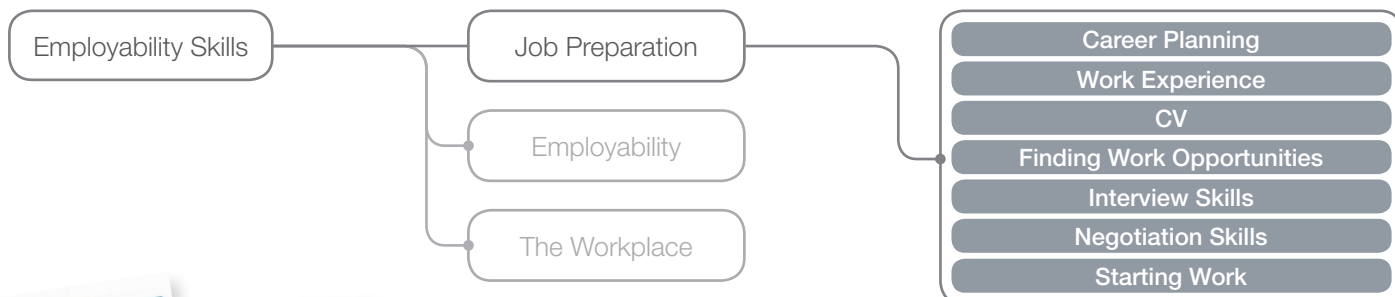 Employability Skills
Job Preparation
Employability
The Workplace
Career Planning
Work Experience
CV
Finding Work Opportunities
Interview Skills
Negotiation Skills
Starting Work